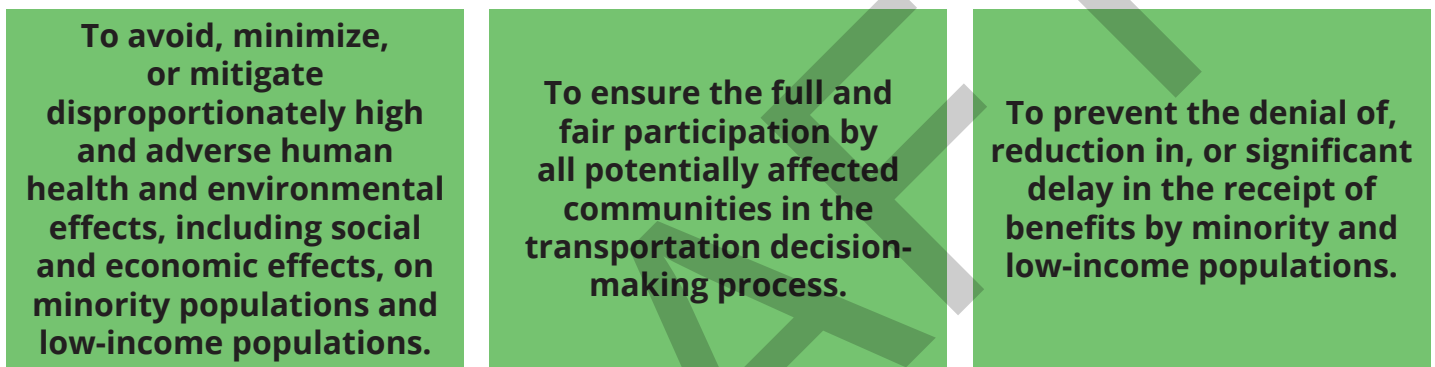 To avoid, minimize,
or mitigate
disproportionately high
and adverse human
health and environmental
effects, including social
and economic effects, on
minority populations and
low-income populations.
To ensure the full and
fair participation by
all potentially affected
communities in the
transportation decision-
making process.
To prevent the denial of,
reduction in, or significant
delay in the receipt of
benefits by minority and
low-income populations.